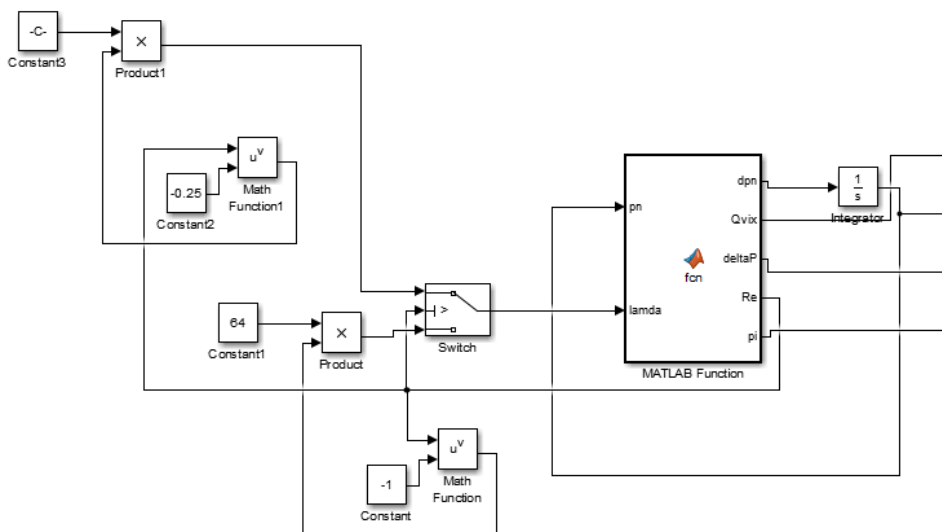 -C-
Constant3
×
Product1
-0.25
Constant2
u^v
Math
Function1
64
Constant1
×
Product
>
Switch
-1
Constant
u^v
Math
Function
pn
lamda
fcn
dpn
Qvix
deltaP
Re
pi
MATLAB Function
1
s
Integrator